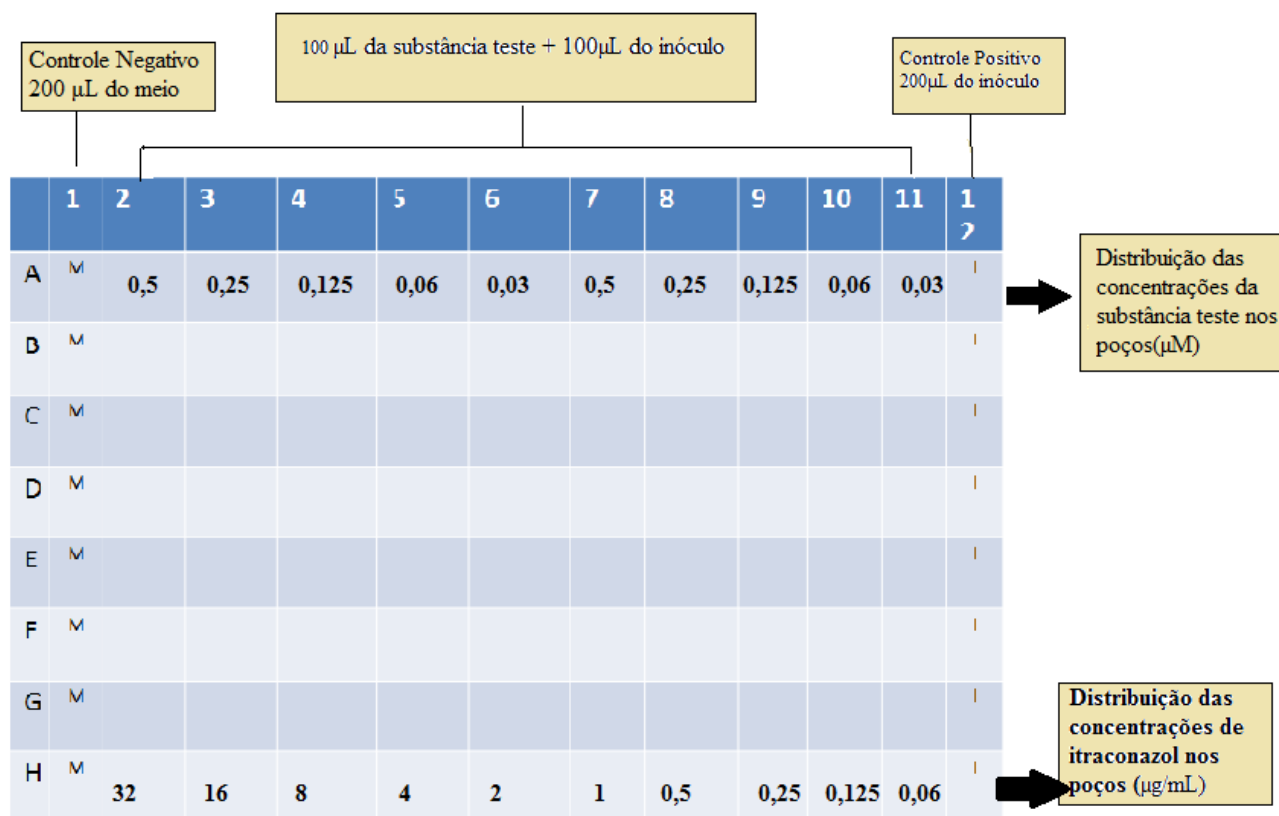 Controle Negativo
200 µL do meio
100 µL da substância teste + 100µL do inóculo
Controle Positivo
200µL do inóculo
1 2 3 4 5 6 7 8 9 10 11 1
2
A M 0,5 0,25 0,125 0,06 0,03 0,5 0,25 0,125 0,06 0,03 I
B M I
C M I
D M I
E M I
F M I
G M I
H M 32 16 8 4 2 1 0,5 0,25 0,125 0,06 I
Distribuição das
concentrações da
substância teste nos
poços(µM)
Distribuição das
concentrações de
itraconazol nos
poços (µg/mL)